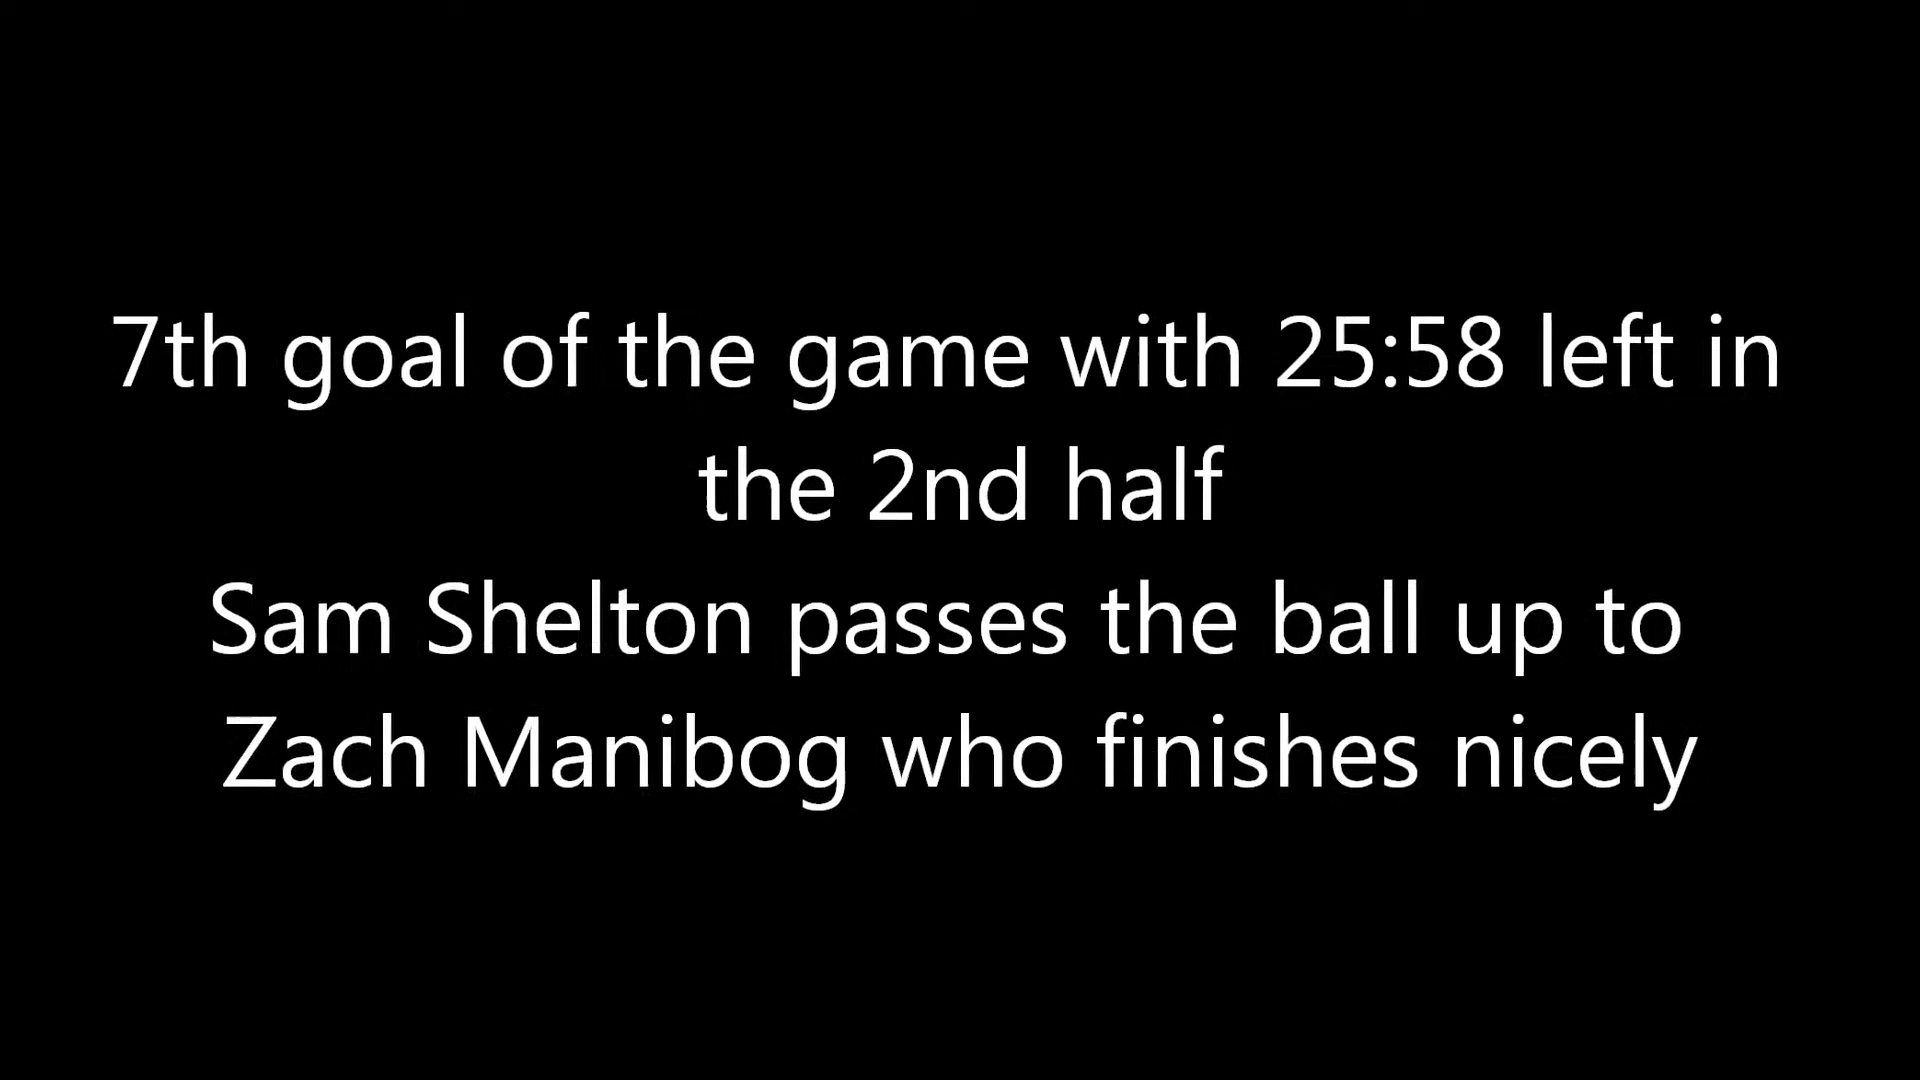 7th goal of the game with 25:58 left in
the 2nd half
Sam Shelton passes the ball up to
Zach Manibog who finishes nicely